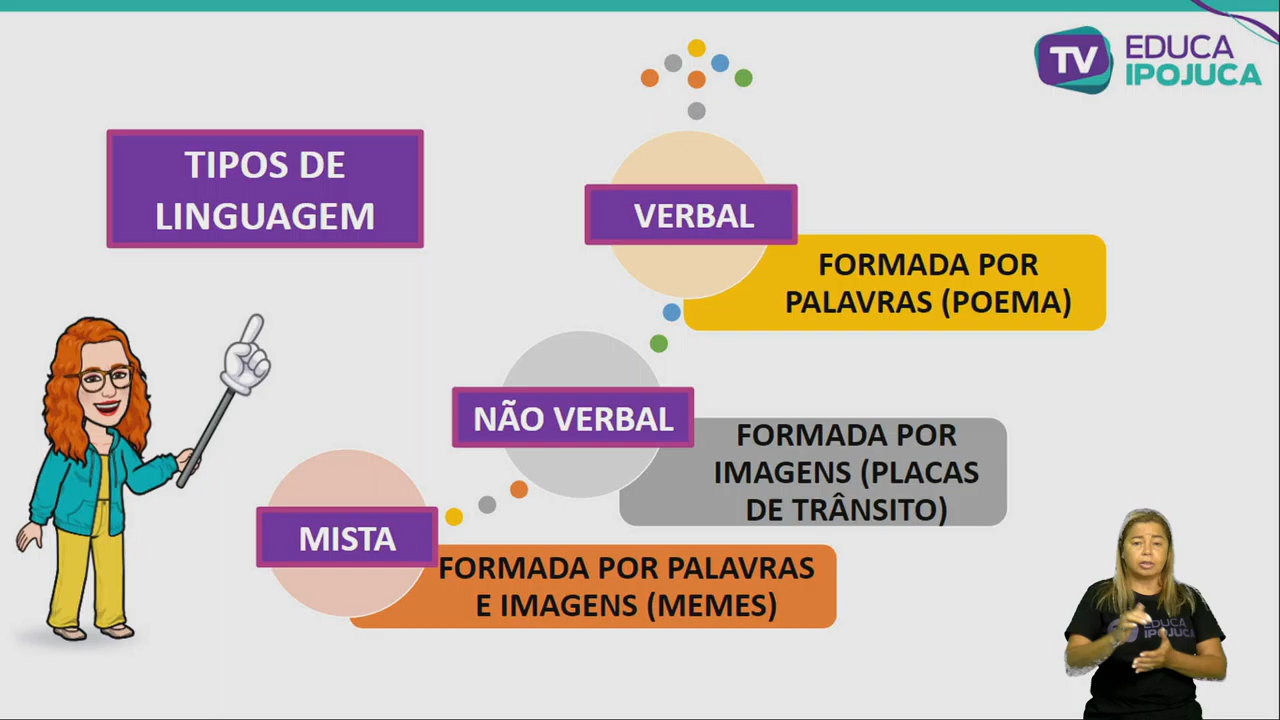 TV
EDUCA
IPOJUCA
TIPOS DE
LINGUAGEM
VERBAL
FORMADA POR
PALAVRAS (POEMA)
NÃO VERBAL
FORMADA POR
IMAGENS (PLACAS
DE TRÂNSITO)
MISTA
FORMADA POR PALAVRAS
E IMAGENS (MEMES)
EDUCA
IPOJUCA